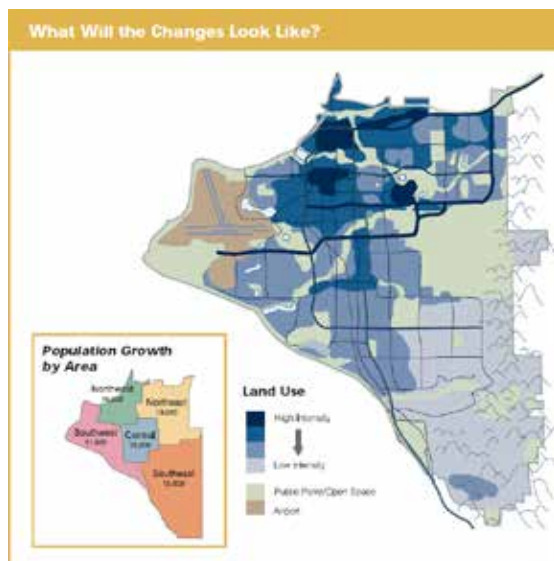 What Will the Changes Look Like?
Population Growth
by Area
Northwest
Northeast
Southwest
Central
Southeast
Land Use
High Intensity
Low Intensity
Public Parks/Open Space
Airport